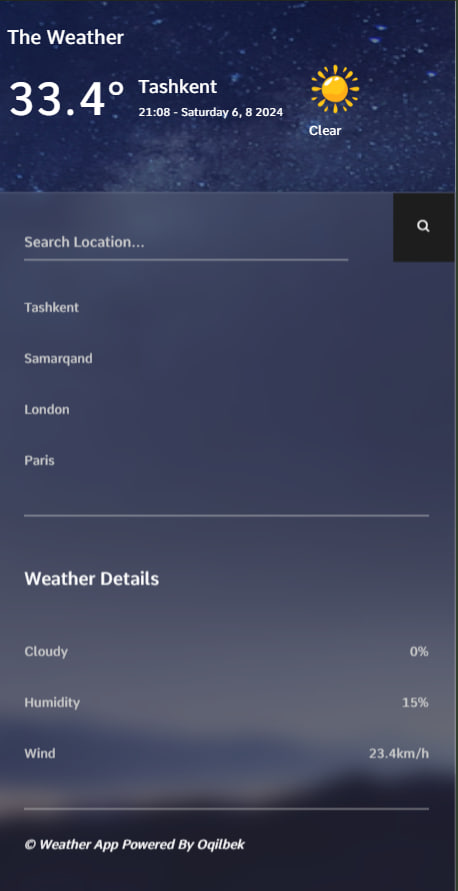 The Weather
33.4°
Tashkent
21:08 - Saturday 6, 8 2024
Clear
Search Location...
Tashkent
Samarqand
London
Paris
Weather Details
Cloudy 0%
Humidity 15%
Wind 23.4km/h
© Weather App Powered By Oqilbek